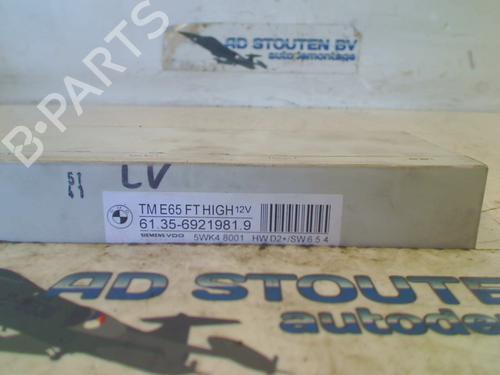 B-PARTS
AD STOUTEN BV
autodemontage
LV
TM E65 FT HIGH 12V
61.35-6921981.9
SIEMENS VDO 5WK4 8001 HW D2*/SW 6.5 4
AD STOUTEN
autodem